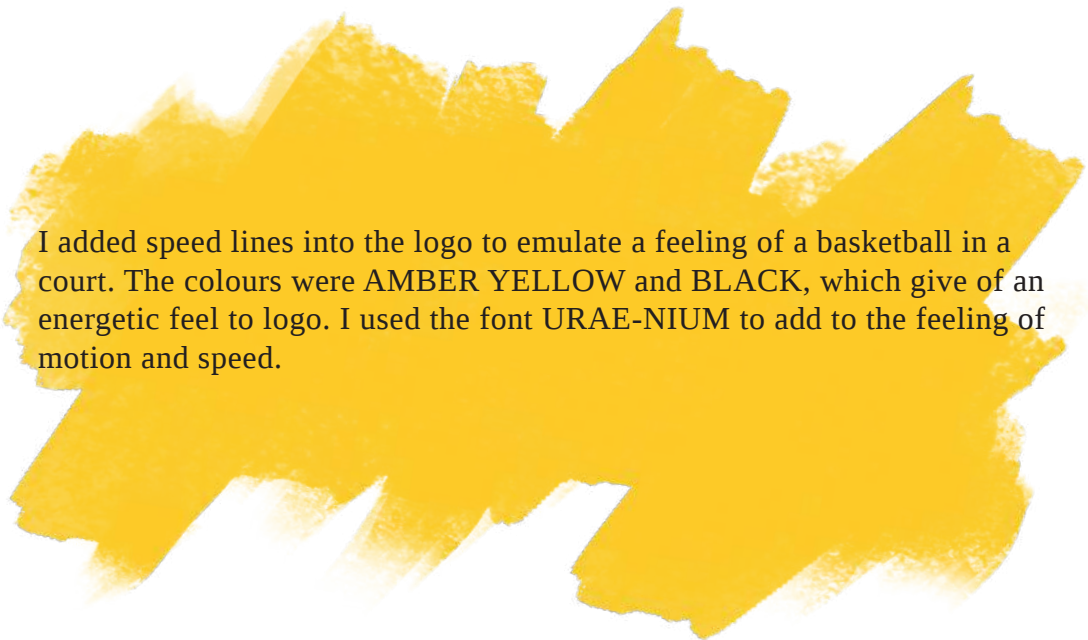 I added speed lines into the logo to emulate a feeling of a basketball in a
court. The colours were AMBER YELLOW and BLACK, which give of an
energetic feel to logo. I used the font URAE-NIUM to add to the feeling of
motion and speed.